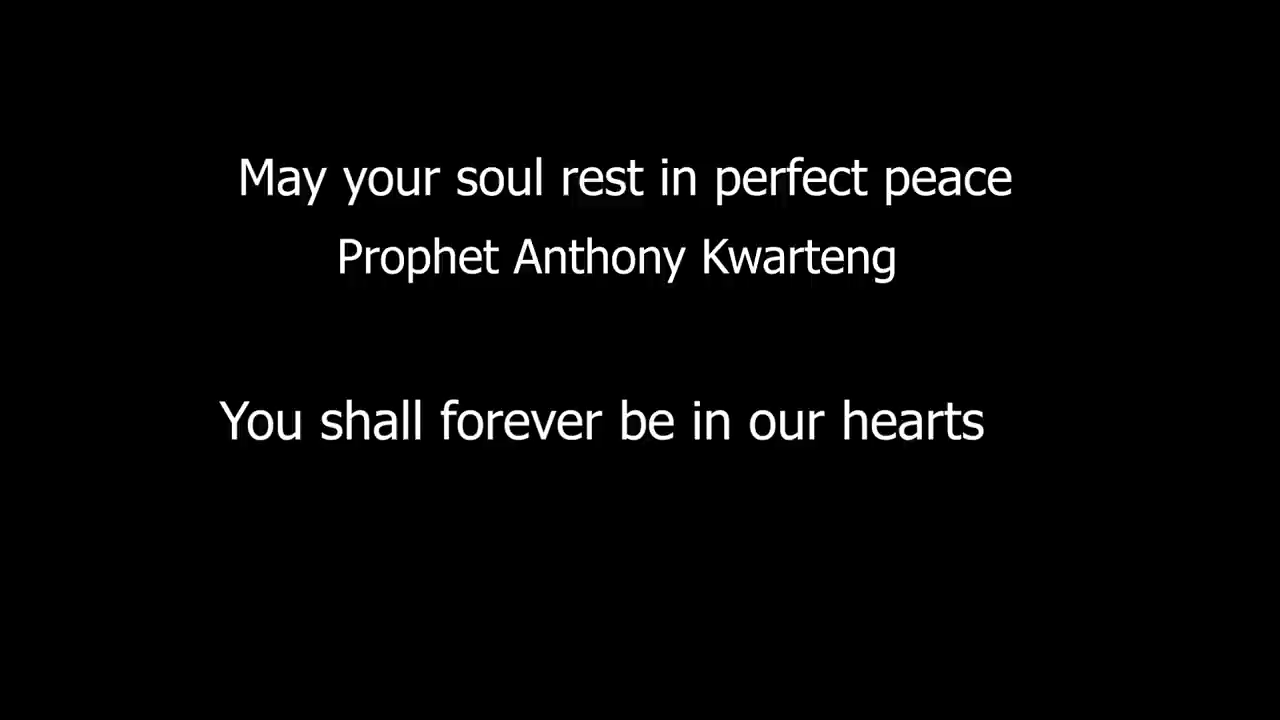 May your soul rest in perfect peace
Prophet Anthony Kwarteng
You shall forever be in our hearts